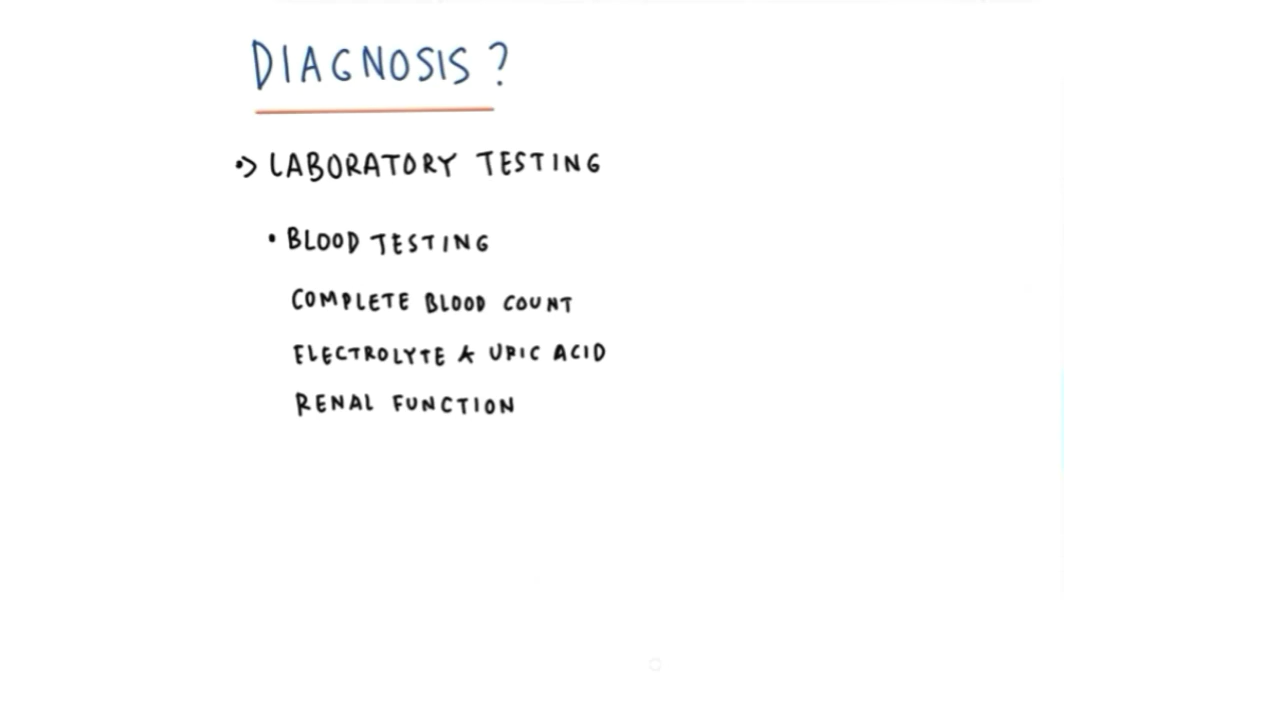 DIAGNOSIS?
LABORATORY TESTING
• BLOOD TESTING
COMPLETE BLOOD COUNT
ELECTROLYTE & URIC ACID
RENAL FUNCTION